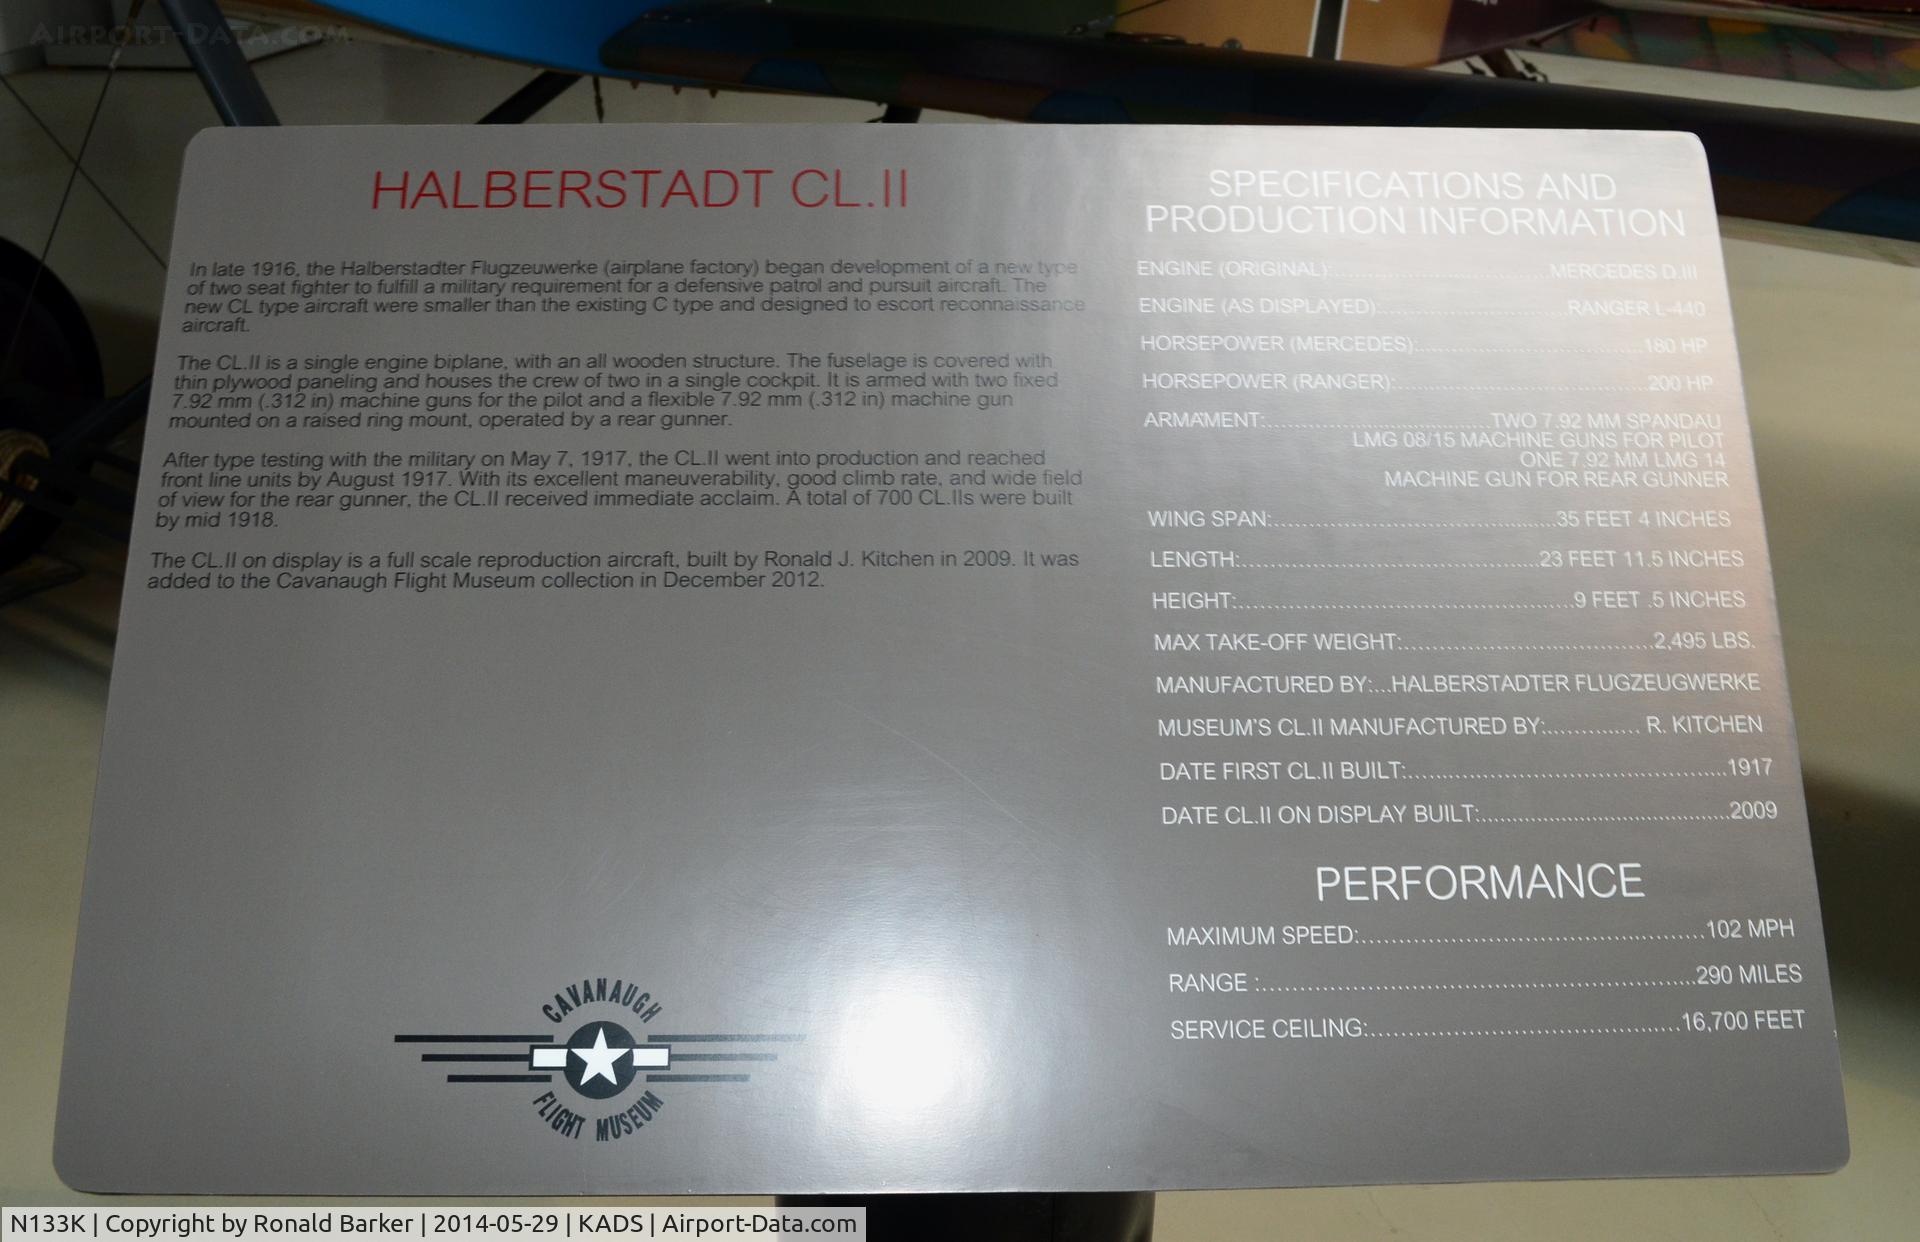 AIRPORT-DATA.COM
HALBERSTADT CL.II
In late 1916, the Halberstadter Flugzeuwerke (airplane factory) began development of a new type
of two seat fighter to fulfill a military requirement for a defensive patrol and pursuit aircraft. The
new CL type aircraft were smaller than the existing C type and designed to escort reconnaissance
aircraft.
The CL.II is a single engine biplane, with an all wooden structure. The fuselage is covered with
thin plywood paneling and houses the crew of two in a single cockpit. It is armed with two fixed
7.92 mm (.312 in) machine guns for the pilot and a flexible 7.92 mm (.312 in) machine gun
mounted on a raised ring mount, operated by a rear gunner.
After type testing with the military on May 7, 1917, the CL.II went into production and reached
front line units by August 1917. With its excellent maneuverability, good climb rate, and wide field
of view for the rear gunner, the CL.II received immediate acclaim. A total of 700 CL.IIs were built
by mid 1918.
The CL.II on display is a full scale reproduction aircraft, built by Ronald J. Kitchen in 2009. It was
added to the Cavanaugh Flight Museum collection in December 2012.
CAVANAUGH
FLIGHT MUSEUM
SPECIFICATIONS AND
PRODUCTION INFORMATION
ENGINE (ORIGINAL):..........MERCEDES D.III
ENGINE (AS DISPLAYED):..........RANGER L-440
HORSEPOWER (MERCEDES):..........180 HP
HORSEPOWER (RANGER):..........200 HP
ARMAMENT:..........TWO 7.92 MM SPANDAU
LMG 08/15 MACHINE GUNS FOR PILOT
ONE 7.92 MM LMG 14
MACHINE GUN FOR REAR GUNNER
WING SPAN:..........35 FEET 4 INCHES
LENGTH:..........23 FEET 11.5 INCHES
HEIGHT:..........9 FEET .5 INCHES
MAX TAKE-OFF WEIGHT:..........2,495 LBS.
MANUFACTURED BY:...HALBERSTADTER FLUGZEUGWERKE
MUSEUM'S CL.II MANUFACTURED BY:.......... R. KITCHEN
DATE FIRST CL.II BUILT:..........1917
DATE CL.II ON DISPLAY BUILT:..........2009
PERFORMANCE
MAXIMUM SPEED:..........102 MPH
RANGE :..........290 MILES
SERVICE CEILING:..........16,700 FEET
N133K | Copyright by Ronald Barker | 2014-05-29 | KADS | Airport-Data.com